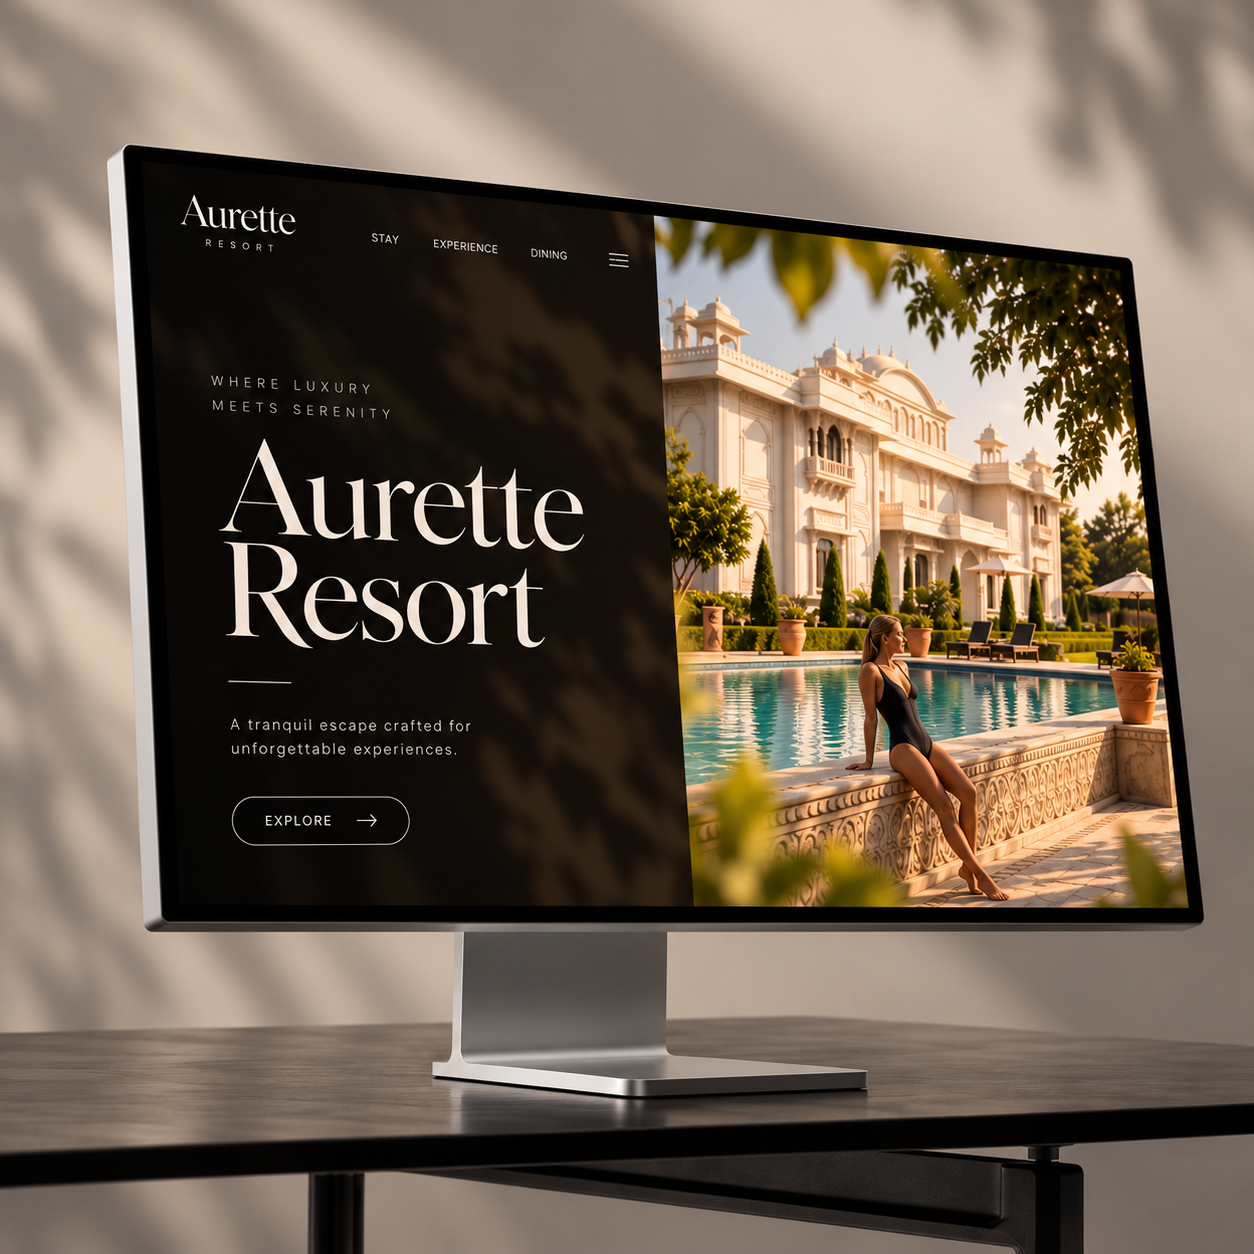 Aurette
RESORT
STAY EXPERIENCE DINING
WHERE LUXURY
MEETS SERENITY
Aurette
Resort
A tranquil escape crafted for
unforgettable experiences.
EXPLORE